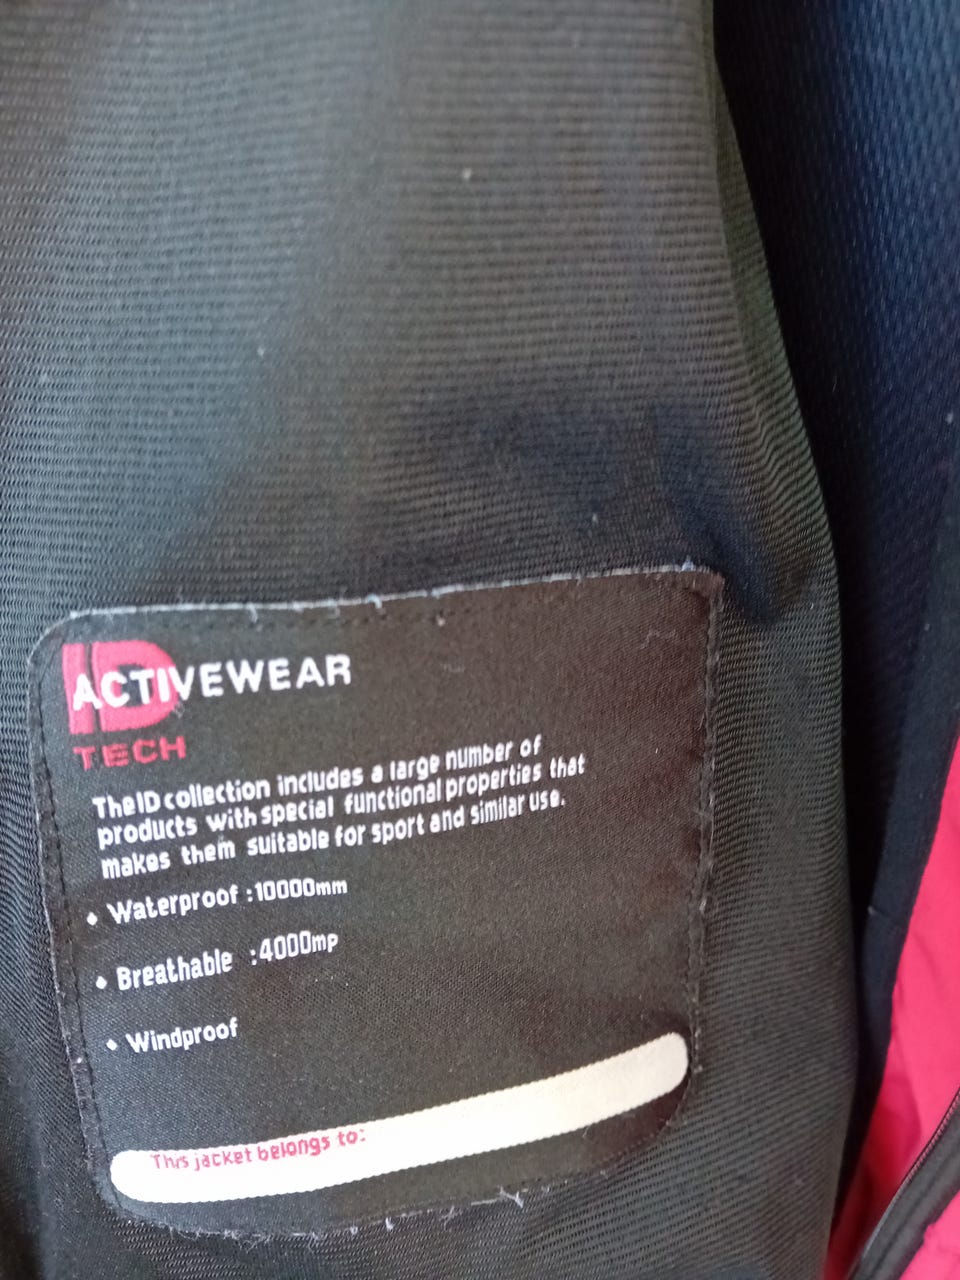 ID
ACTIVEWEAR
TECH
The ID collection includes a large number of
products with special functional properties that
makes them suitable for sport and similar use.
• Waterproof :10000mm
• Breathable :4000mp
• Windproof
This jacket belongs to: